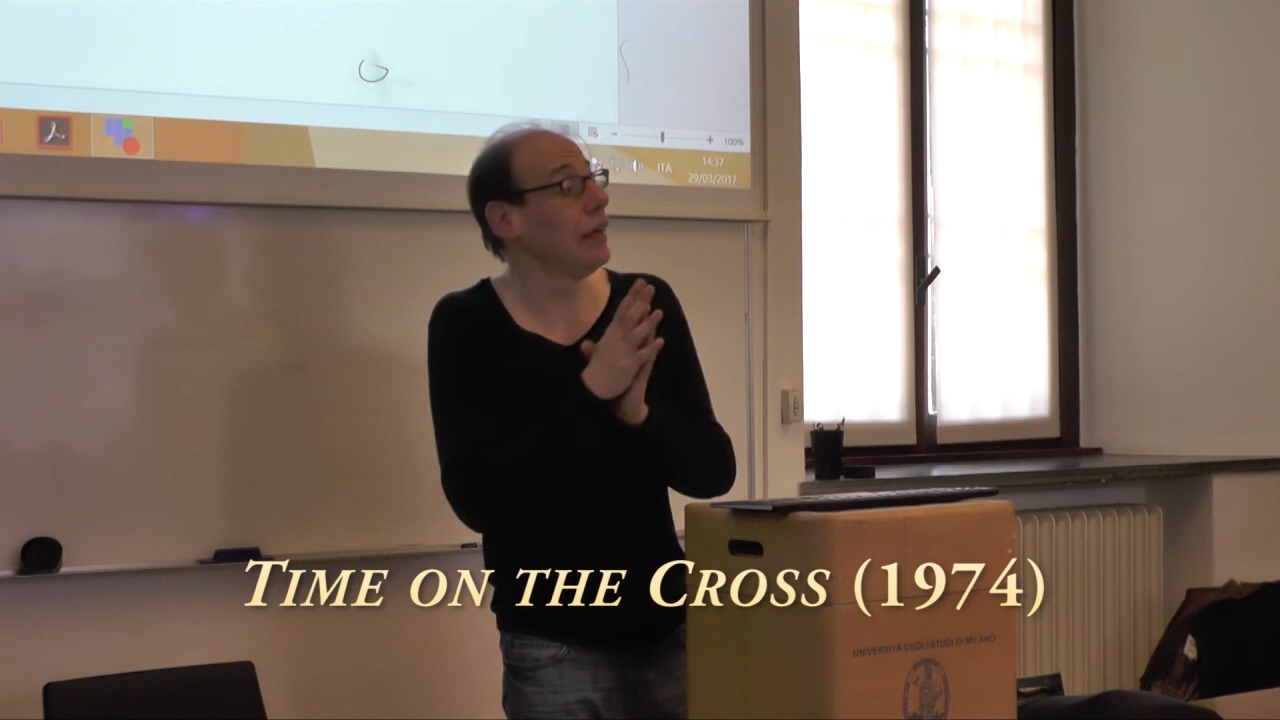 G
100%
ITA
14:37
29/03/2017
TIME ON THE CROSS (1974)
UNIVERSITÀ DEGLI STUDI DI MILANO